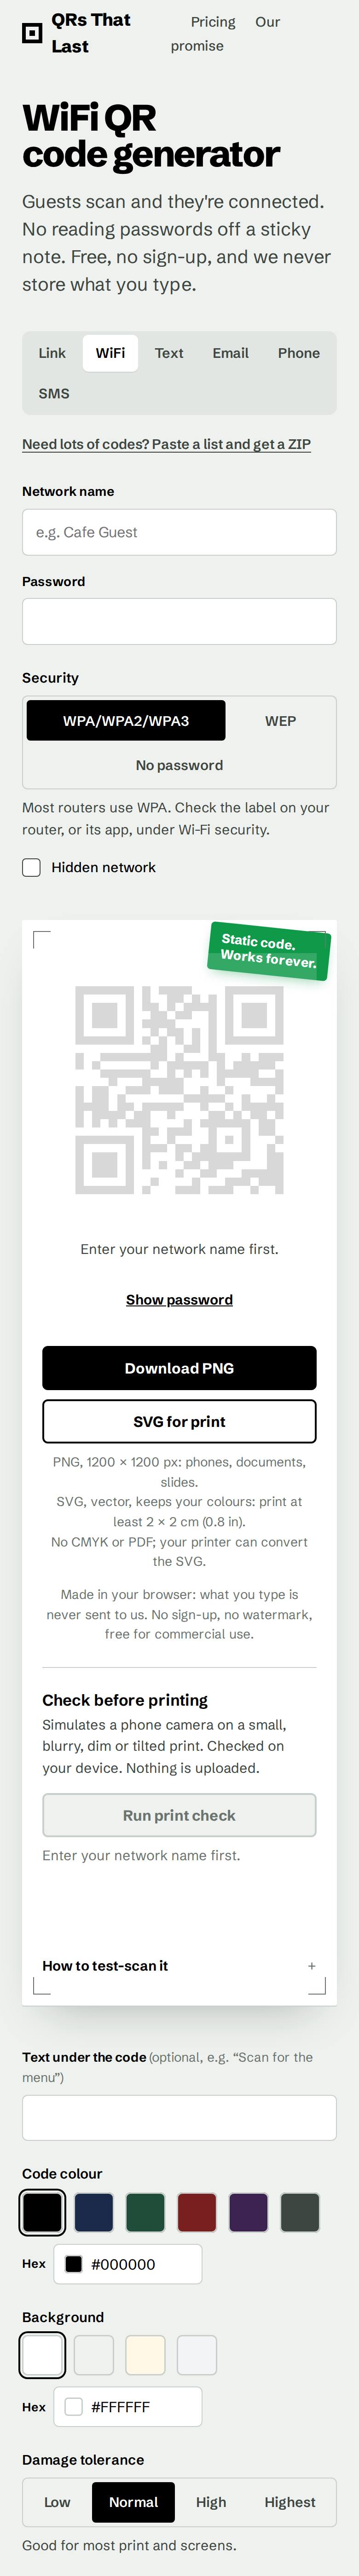 QRs That
Last
Pricing Our
promise
WiFi QR
code generator
Guests scan and they're connected.
No reading passwords off a sticky
note. Free, no sign-up, and we never
store what you type.
Link WiFi Text Email Phone
SMS
Need lots of codes? Paste a list and get a ZIP
Network name
e.g. Cafe Guest
Password
Security
WPA/WPA2/WPA3 WEP
No password
Most routers use WPA. Check the label on your
router, or its app, under Wi-Fi security.
Hidden network
Static code.
Works forever.
Enter your network name first.
Show password
Download PNG
SVG for print
PNG, 1200 × 1200 px: phones, documents,
slides.
SVG, vector, keeps your colours: print at
least 2 × 2 cm (0.8 in).
No CMYK or PDF; your printer can convert
the SVG.
Made in your browser: what you type is
never sent to us. No sign-up, no watermark,
free for commercial use.
Check before printing
Simulates a phone camera on a small,
blurry, dim or tilted print. Checked on
your device. Nothing is uploaded.
Run print check
Enter your network name first.
How to test-scan it +
Text under the code (optional, e.g. “Scan for the
menu”)
Code colour
Hex #000000
Background
Hex #FFFFFF
Damage tolerance
Low Normal High Highest
Good for most print and screens.